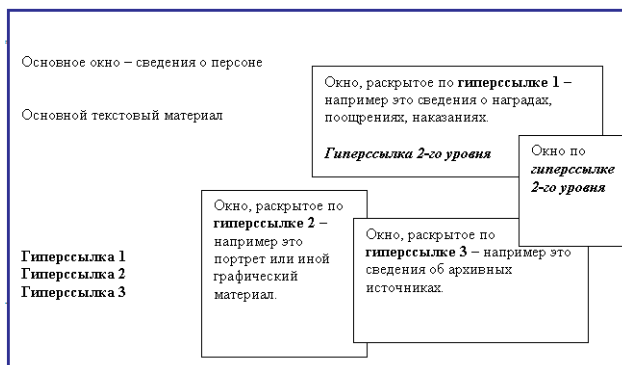 Основное окно – сведения о персоне
Основной текстовый материал
Окно, раскрытое по гиперссылке 1 –
например это сведения о наградах,
поощрениях, наказаниях.
Гиперссылка 2-го уровня
Окно по
гиперссылке
2-го уровня
Окно, раскрытое по
гиперссылке 2 –
например это
портрет или иной
графический
материал.
Окно, раскрытое по
гиперссылке 3 – например это
сведения об архивных
источниках.
Гиперссылка 1
Гиперссылка 2
Гиперссылка 3